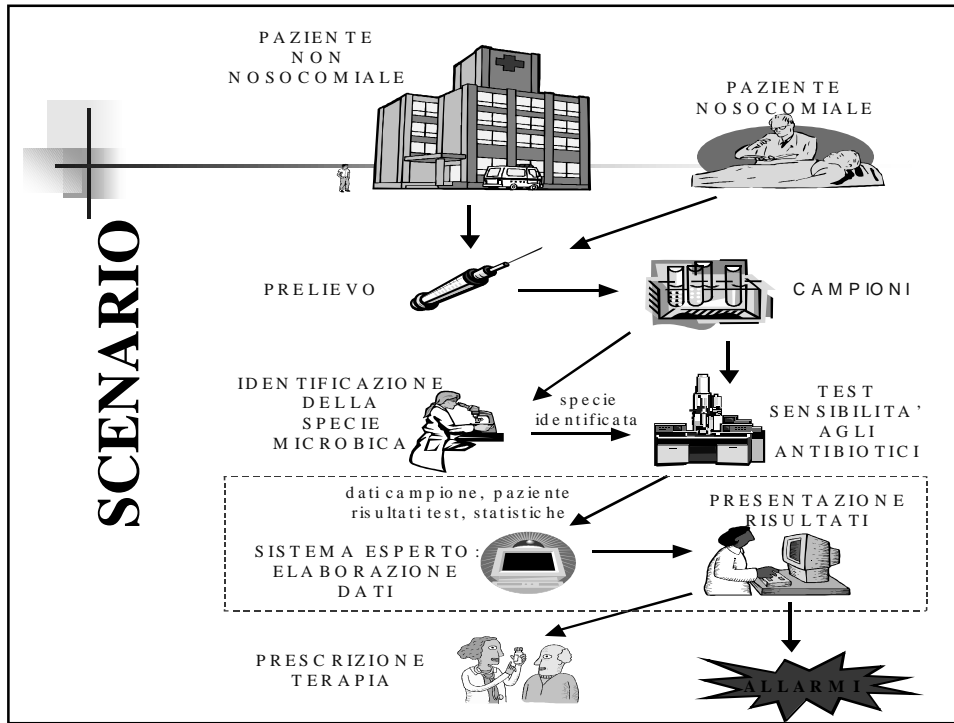 SCENARIO
PAZIENTE
NON
NOSOCOMIALE
PAZIENTE
NOSOCOMIALE
PRELIEVO
CAMPIONI
IDENTIFICAZIONE
DELLA
SPECIE
MICROBICA
specie
identificata
TEST
SENSIBILITA'
AGLI
ANTIBIOTICI
dati campione, paziente
risultati test, statistiche
SISTEMA ESPERTO:
ELABORAZIONE
DATI
PRESENTAZIONE
RISULTATI
PRESCRIZIONE
TERAPIA
ALLARMI